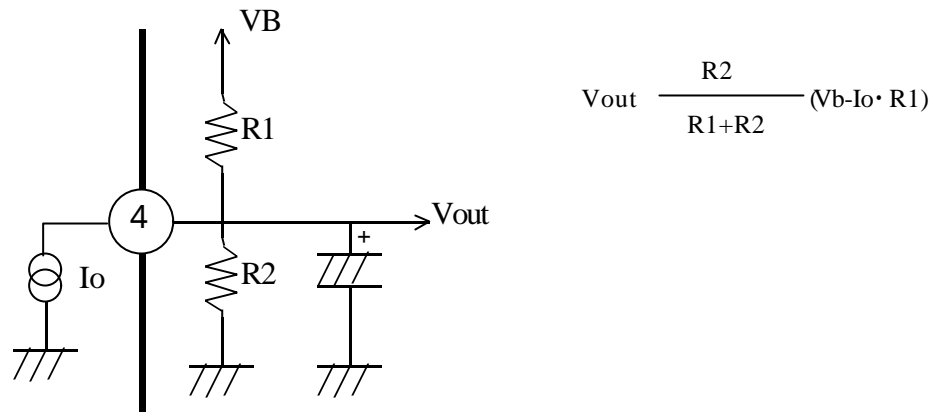 VB
R1
4
Vout
+
Io
R2
R2
Vout (Vb-Io・R1)
R1+R2